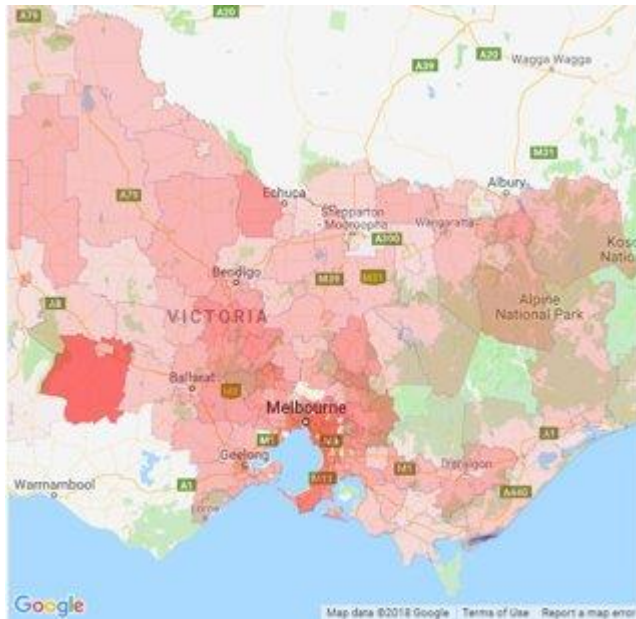 A79
A20
A20
A39
Wagga Wagga
M31
Albury
Echuca
A79
Shepparton
- Mooroopna
Wangaratta
A300
Bendigo
M39
M31
Alpine
National Park
A8
VICTORIA
Ballarat
M8
Melbourne
M1
Geelong
M11
M1
Traralgon
A1
A1
A440
Warrnambool
Lorne
Google
Map data ©2018 Google
Terms of Use
Report a map error